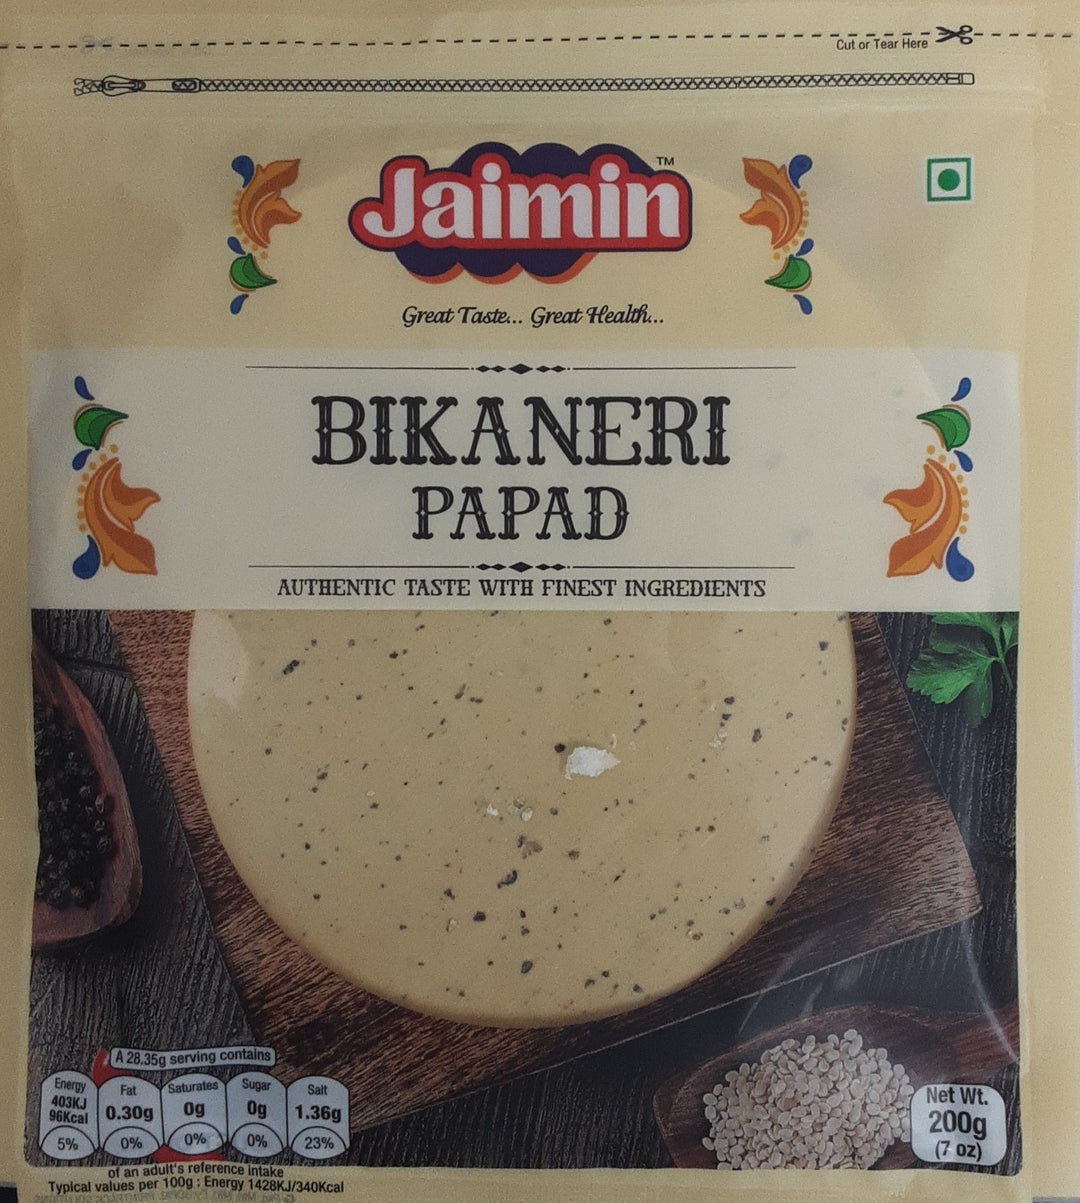 Cut or Tear Here
Jaimin™
Great Taste... Great Health...
BIKANERI
PAPAD
AUTHENTIC TASTE WITH FINEST INGREDIENTS
A 28.35g serving contains
Energy 403KJ 96Kcal 5%
Fat 0.30g 0%
Saturates 0g 0%
Sugar 0g 0%
Salt 1.36g 23%
of an adult's reference intake
Typical values per 100g : Energy 1428KJ/340Kcal
Net Wt.
200g
(7 oz)